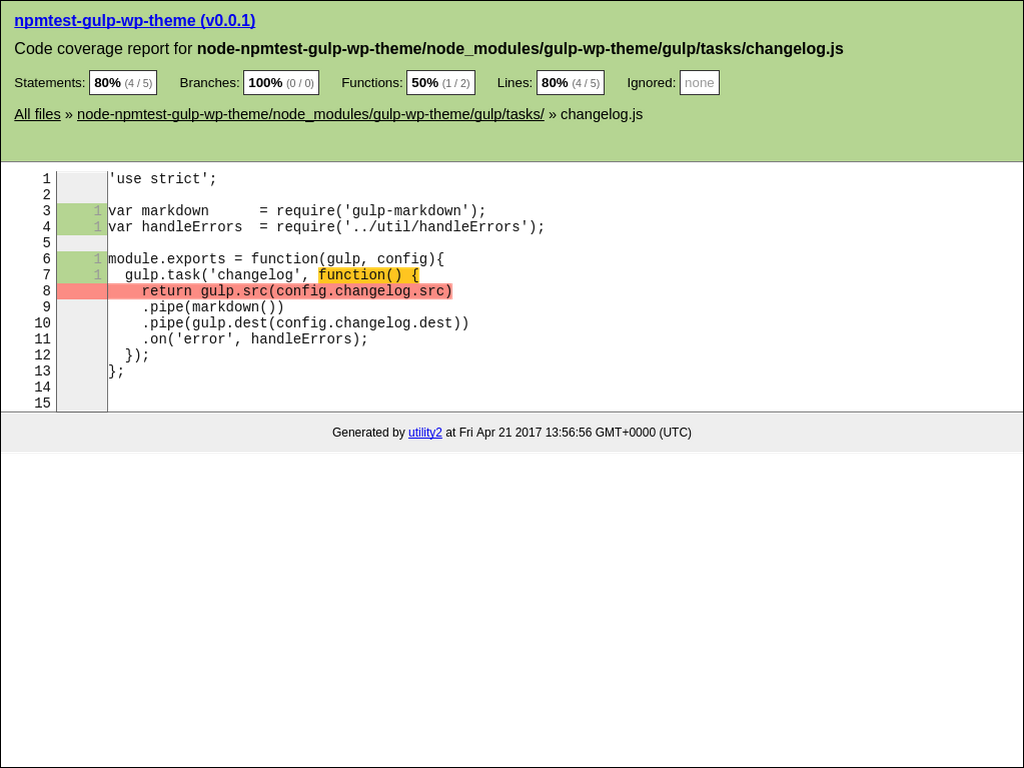 npmtest-gulp-wp-theme (v0.0.1)
Code coverage report for node-npmtest-gulp-wp-theme/node_modules/gulp-wp-theme/gulp/tasks/changelog.js
Statements: 80% (4 / 5) Branches: 100% (0 / 0) Functions: 50% (1 / 2) Lines: 80% (4 / 5) Ignored: none
All files » node-npmtest-gulp-wp-theme/node_modules/gulp-wp-theme/gulp/tasks/ » changelog.js
1 'use strict';
2
3 1 var markdown      = require('gulp-markdown');
4 1 var handleErrors  = require('../util/handleErrors');
5
6 1 module.exports = function(gulp, config){
7 1   gulp.task('changelog', function() {
8     return gulp.src(config.changelog.src)
9     .pipe(markdown())
10     .pipe(gulp.dest(config.changelog.dest))
11     .on('error', handleErrors);
12   });
13 };
14
15
Generated by utility2 at Fri Apr 21 2017 13:56:56 GMT+0000 (UTC)